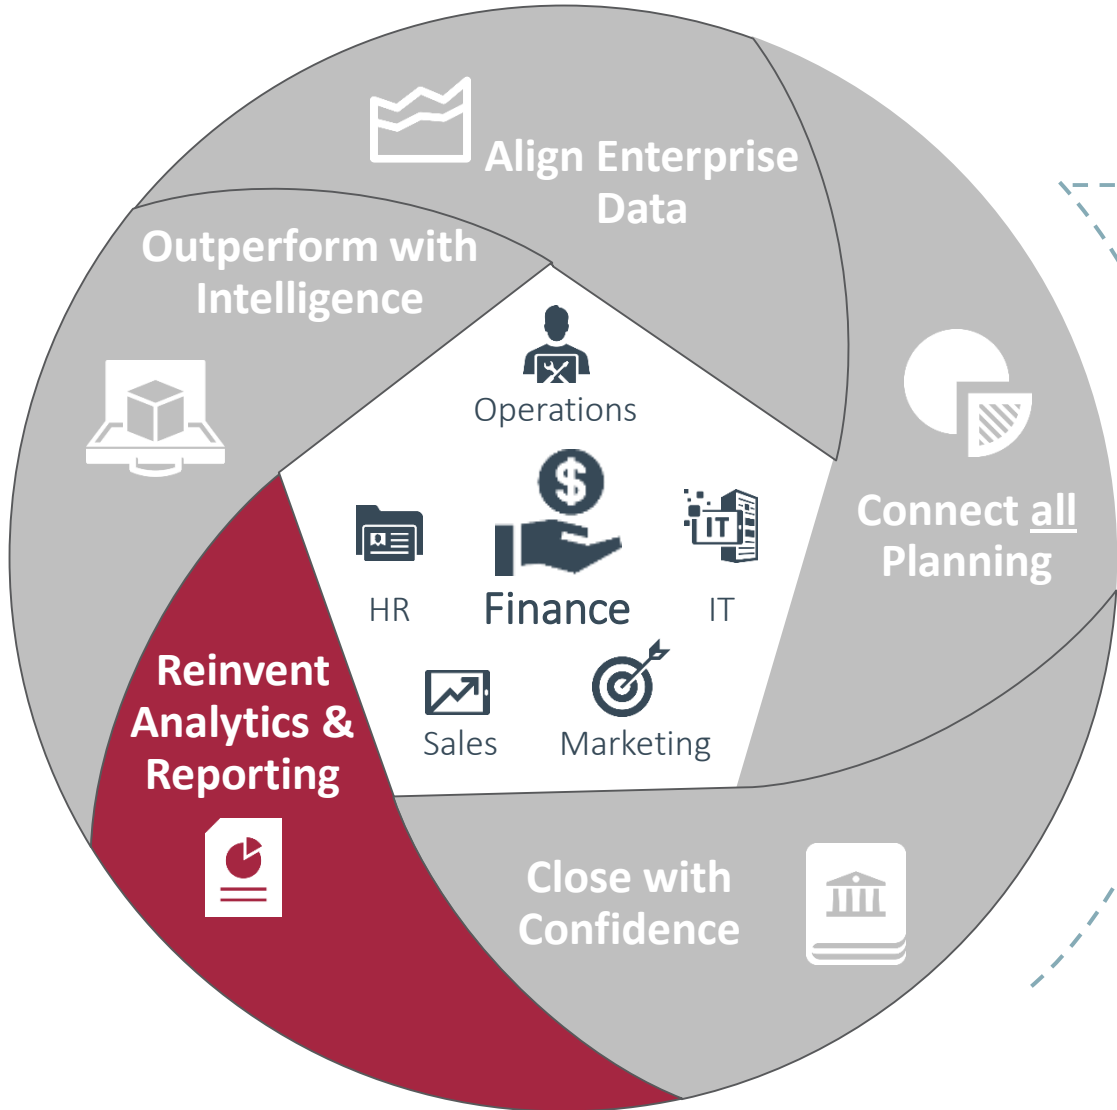 Align Enterprise
Data
Outperform with
Intelligence
Operations
Connect all
Planning
IT
HR
Finance
IT
Reinvent
Analytics &
Reporting
Sales
Marketing
Close with
Confidence